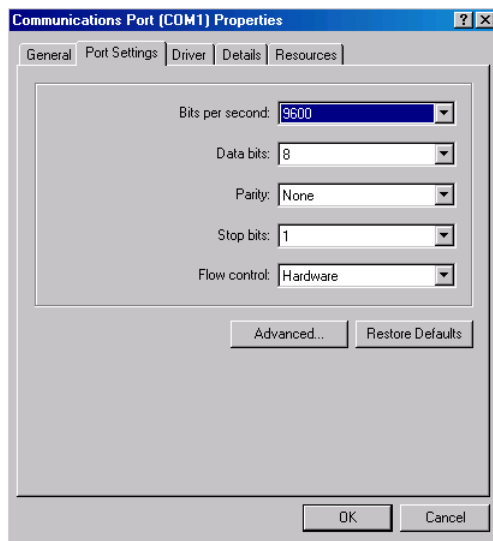 Communications Port (COM1) Properties
General Port Settings Driver Details Resources
Bits per second: 9600
Data bits: 8
Parity: None
Stop bits: 1
Flow control: Hardware
Advanced... Restore Defaults
OK Cancel